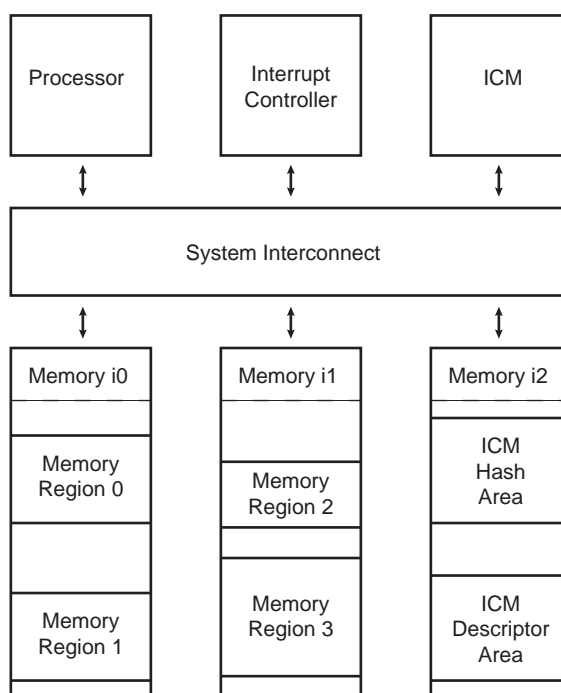 Processor
Interrupt
Controller
ICM
System Interconnect
Memory i0
Memory i1
Memory i2
Memory
Region 0
Memory
Region 2
ICM
Hash
Area
Memory
Region 1
Memory
Region 3
ICM
Descriptor
Area